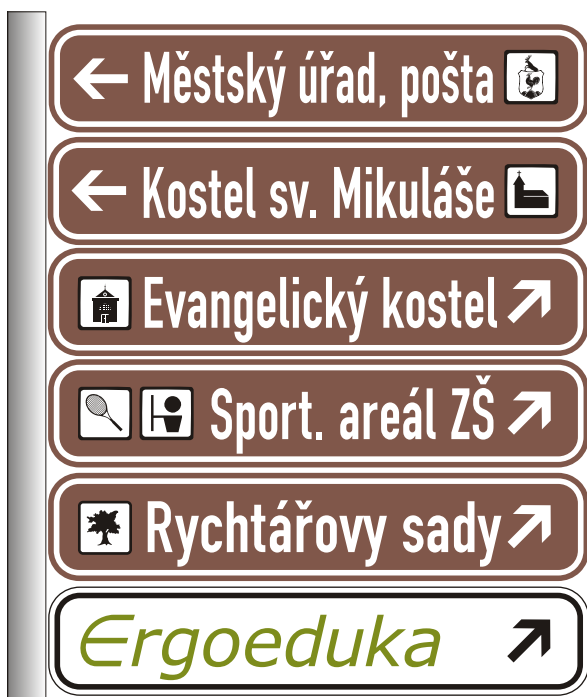 Městský úřad, pošta
Kostel sv. Mikuláše
Evangelický kostel
Sport. areál ZŠ
Rychtářovy sady
Ergoeduka